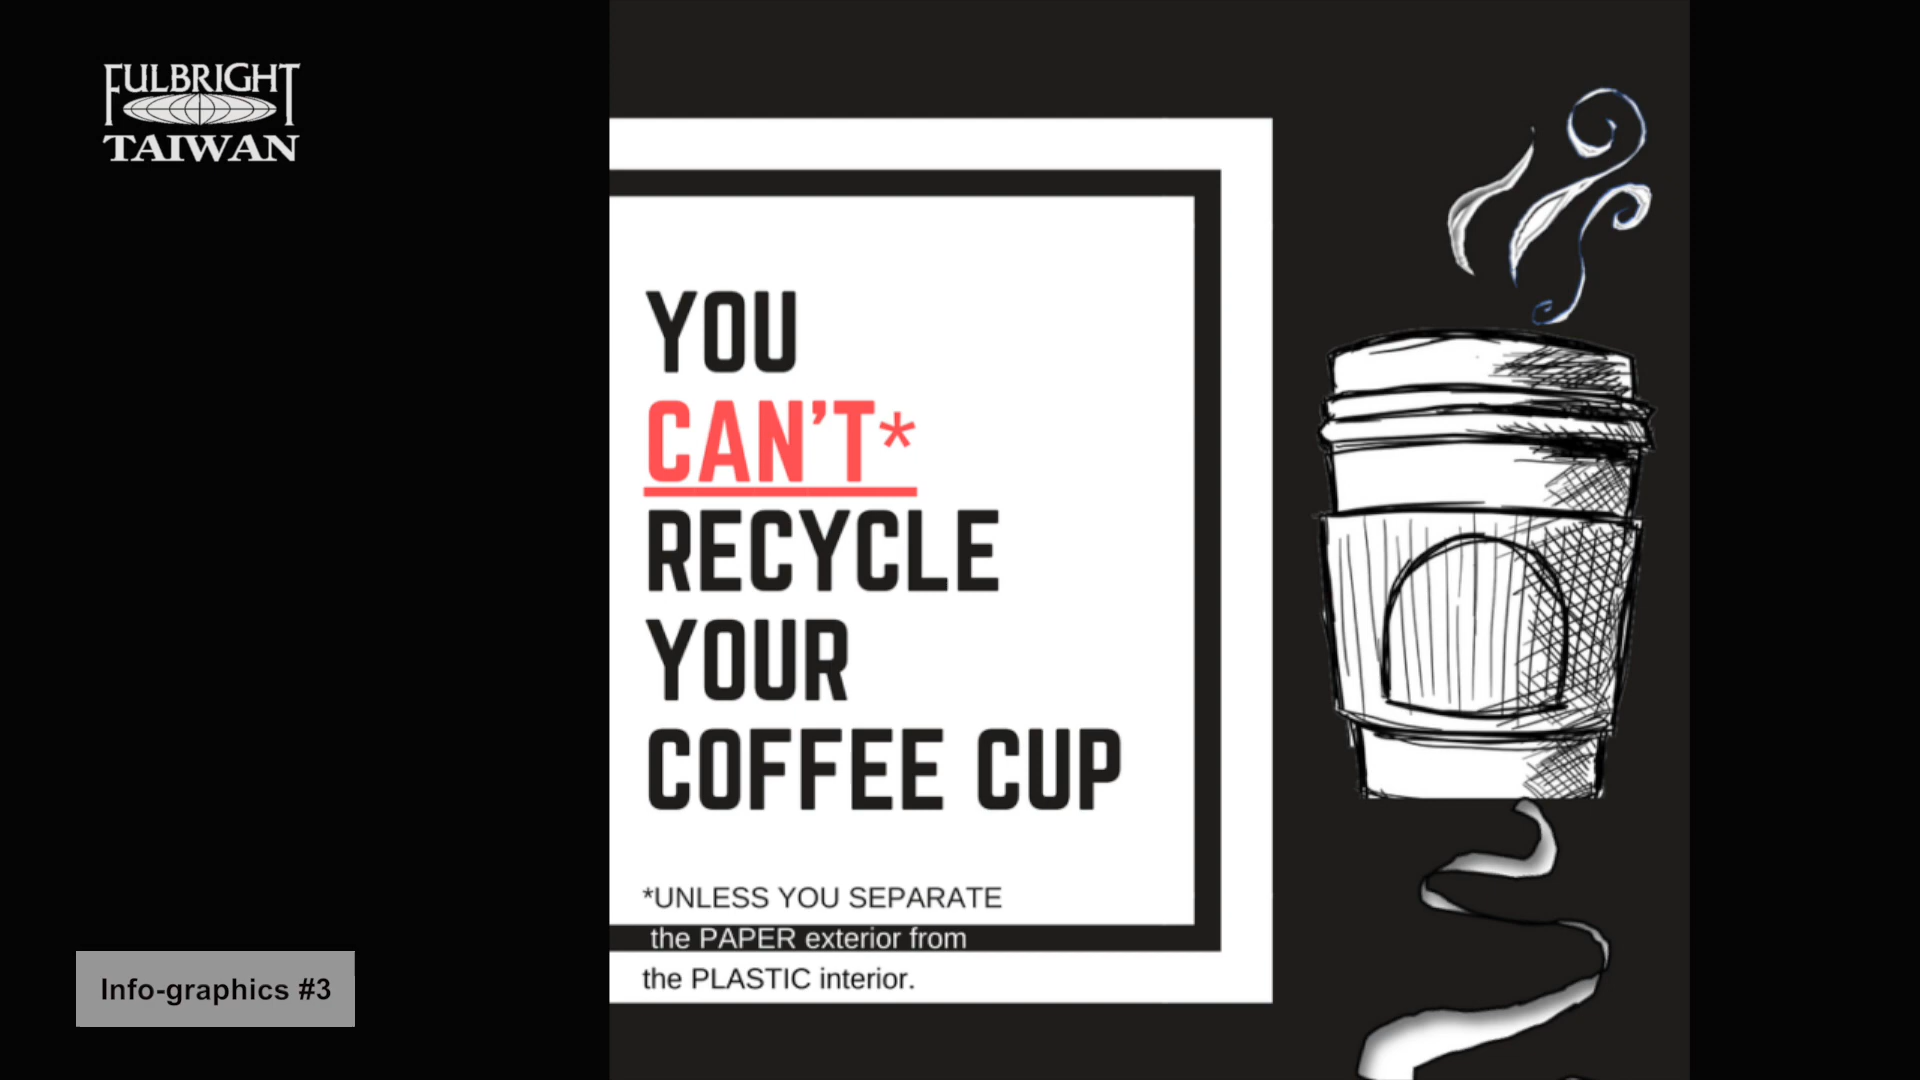 FULBRIGHT
TAIWAN
YOU
CAN'T*
RECYCLE
YOUR
COFFEE CUP
*UNLESS YOU SEPARATE
the PAPER exterior from
the PLASTIC interior.
Info-graphics #3